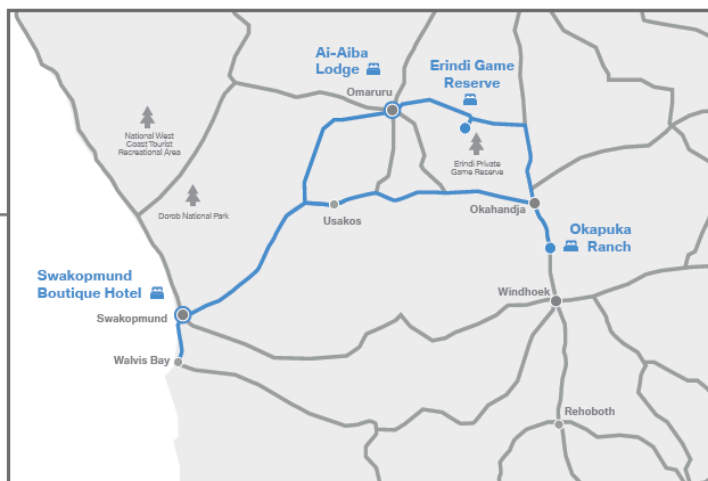 Ai-Aiba
Lodge
Omaruru
Erindi Game
Reserve
National West
Coast Tourist
Recreational Area
Erindi Private
Game Reserve
Dorob National Park
Usakos
Okahandja
Okapuka
Ranch
Swakopmund
Boutique Hotel
Swakopmund
Windhoek
Walvis Bay
Rehoboth